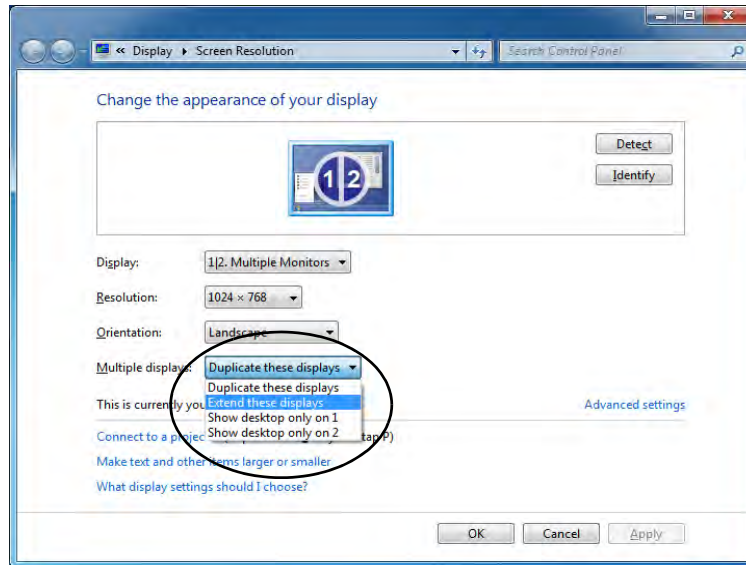 « Display ▸ Screen Resolution
Search Control Panel
Change the appearance of your display
1 2
Detect
Identify
Display: 1|2. Multiple Monitors
Resolution: 1024 × 768
Orientation: Landscape
Multiple displays: Duplicate these displays
Duplicate these displays
Extend these displays
Show desktop only on 1
Show desktop only on 2
This is currently you
Advanced settings
Connect to a proje tap P)
Make text and other items larger or smaller
What display settings should I choose?
OK Cancel Apply